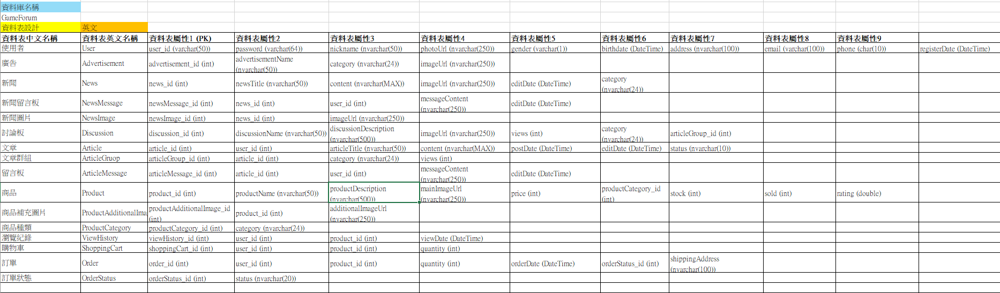 資料庫名稱
GameForum
資料表設計 英文
資料表中文名稱 資料表英文名稱 資料表屬性1 (PK) 資料表屬性2 資料表屬性3 資料表屬性4 資料表屬性5 資料表屬性6 資料表屬性7 資料表屬性8 資料表屬性9
使用者 User user_id (varchar(50)) password (varchar(64)) nickname (nvarchar(50)) photoUrl (nvarchar(250)) gender (varchar(1)) birthdate (DateTime) address (nvarchar(100)) email (varchar(100)) phone (char(10)) registerDate (DateTime)
廣告 Advertisement advertisement_id (int) advertisementName (nvarchar(50)) category (nvarchar(24)) imageUrl (nvarchar(250))
新聞 News news_id (int) newsTitle (nvarchar(50)) content (nvarchar(MAX)) imageUrl (nvarchar(250)) editDate (DateTime) category (nvarchar(24))
新聞留言板 NewsMessage newsMessage_id (int) news_id (int) user_id (int) messageContent (nvarchar(250)) editDate (DateTime)
新聞圖片 NewsImage newsImage_id (int) news_id (int) imageUrl (nvarchar(250))
討論板 Discussion discussion_id (int) discussionName (nvarchar(50)) discussionDescription (nvarchar(500)) imageUrl (nvarchar(250)) views (int) category (nvarchar(24)) articleGroup_id (int)
文章 Article article_id (int) user_id (int) articleTitle (nvarchar(50)) content (nvarchar(MAX)) postDate (DateTime) editDate (DateTime) status (nvarchar(10))
文章群組 ArticleGruop articleGroup_id (int) article_id (int) category (nvarchar(24)) views (int)
留言板 ArticleMessage articleMessage_id (int) article_id (int) user_id (int) messageContent (nvarchar(250)) editDate (DateTime)
商品 Product product_id (int) productName (nvarchar(50)) productDescription (nvarchar(500)) mainImageUrl (nvarchar(250)) price (int) productCategory_id (int) stock (int) sold (int) rating (double)
商品補充圖片 ProductAdditionalIma productAdditionalImage_id (int) product_id (int) additionalImageUrl (nvarchar(250))
商品種類 ProductCategory productCategory_id (int) category (nvarchar(24))
瀏覽紀錄 ViewHistory viewHistory_id (int) user_id (int) product_id (int) viewDate (DateTime)
購物車 ShoppingCart shoppingCart_id (int) user_id (int) product_id (int) quantity (int)
訂單 Order order_id (int) user_id (int) product_id (int) quantity (int) orderDate (DateTime) orderStatus_id (int) shippingAddress (nvarchar(100))
訂單狀態 OrderStatus orderStatus_id (int) status (nvarchar(20))